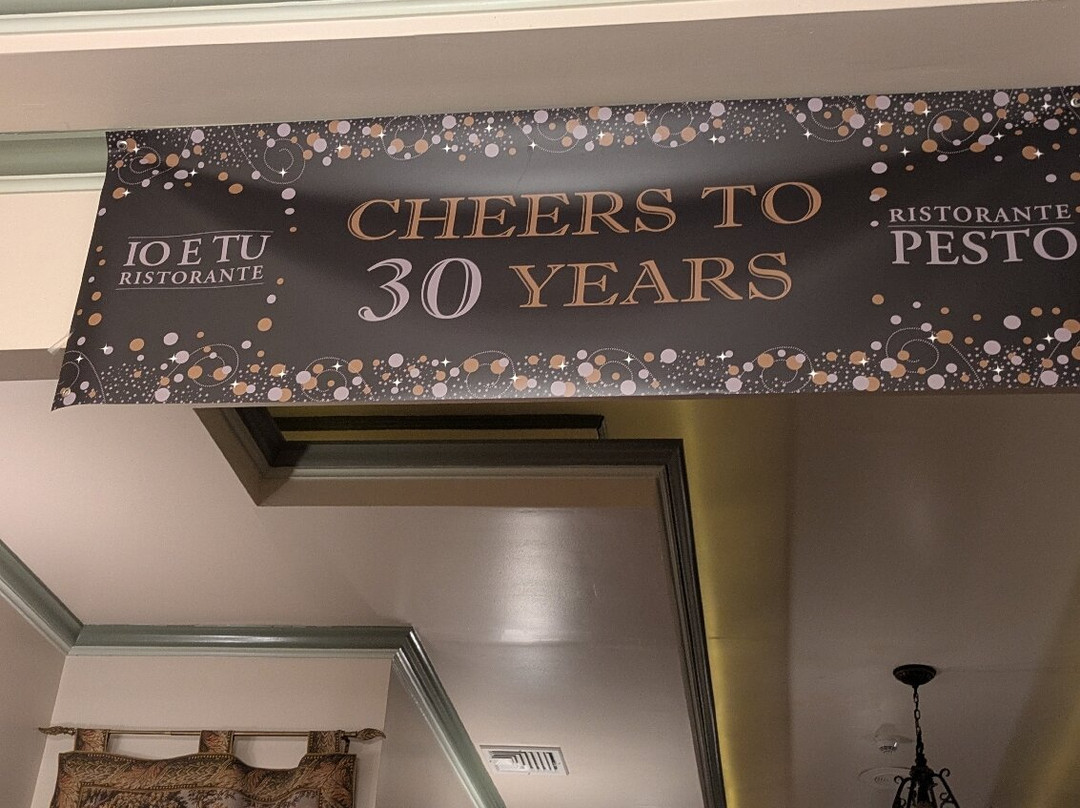 IO E TU
RISTORANTE
CHEERS TO
30 YEARS
RISTORANTE
PESTO